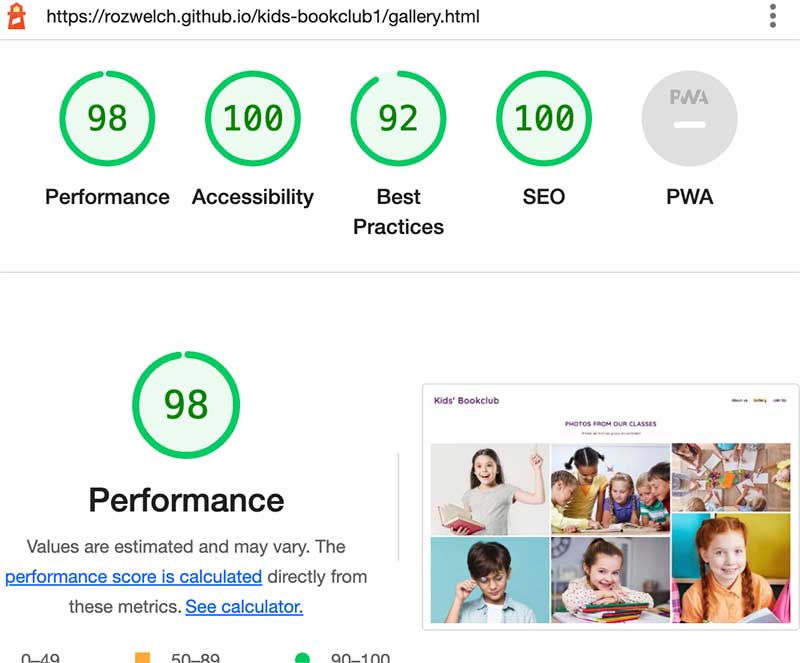 https://rozwelch.github.io/kids-bookclub1/gallery.html
98
100
92
100
PWA
Performance
Accessibility
Best
Practices
SEO
PWA
98
Performance
Values are estimated and may vary. The
performance score is calculated directly from
these metrics. See calculator.
0–49
50–89
90–100
Kids' Bookclub
About us
Gallery
Join Us
PHOTOS FROM OUR CLASSES